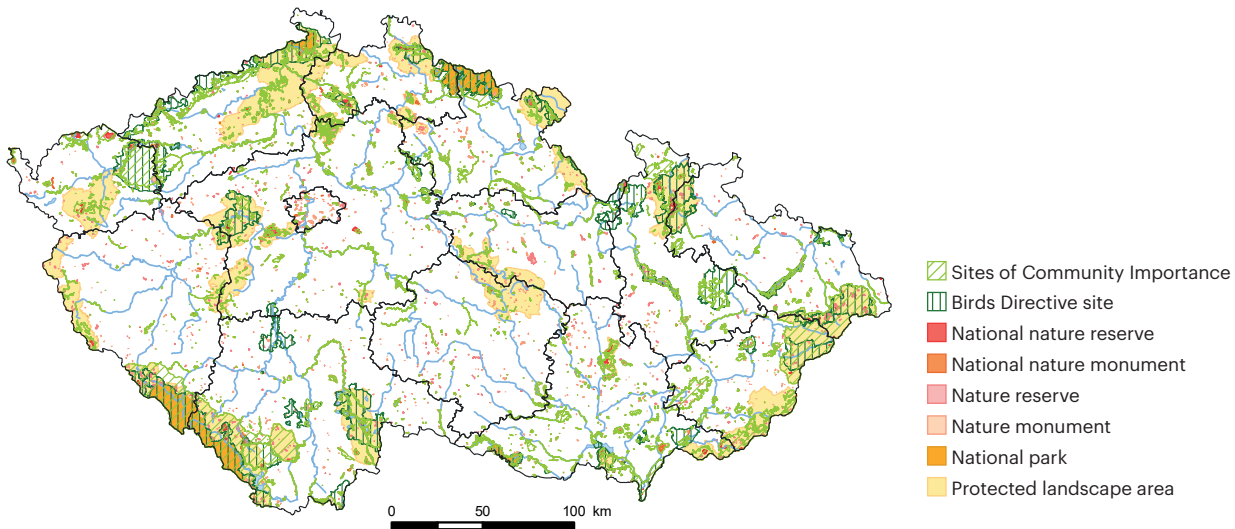 Sites of Community Importance
Birds Directive site
National nature reserve
National nature monument
Nature reserve
Nature monument
National park
Protected landscape area
0 50 100 km